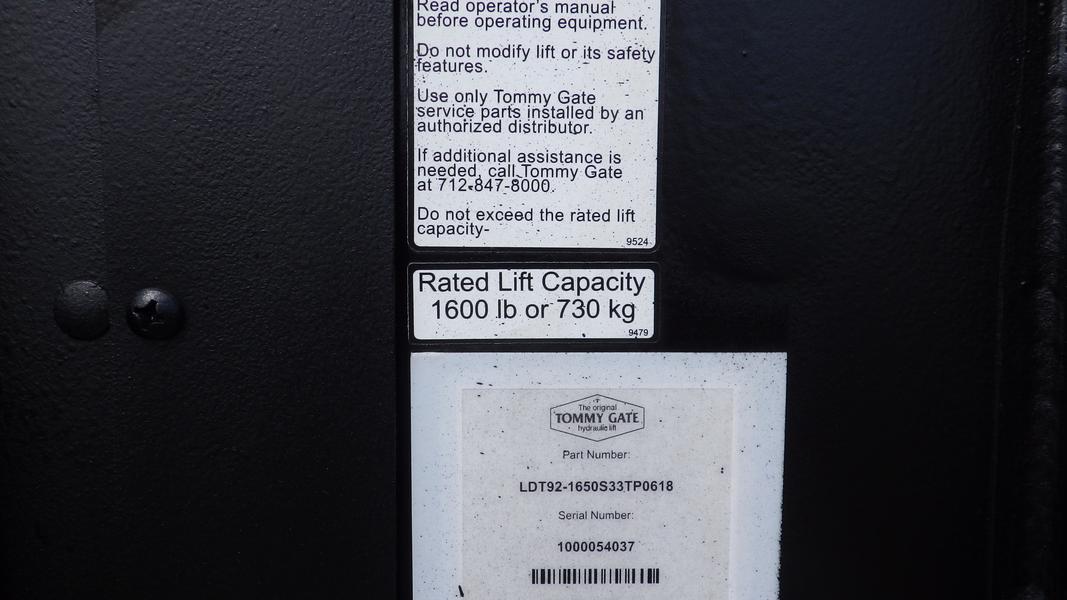 Read operator's manual
before operating equipment.
Do not modify lift or its safety
features.
Use only Tommy Gate
service parts installed by an
authorized distributor.
If additional assistance is
needed, call Tommy Gate
at 712-847-8000.
Do not exceed the rated lift
capacity-
9524
Rated Lift Capacity
1600 lb or 730 kg
9479
The original
TOMMY GATE
hydraulic lift
Part Number:
LDT92-1650S33TP0618
Serial Number:
1000054037